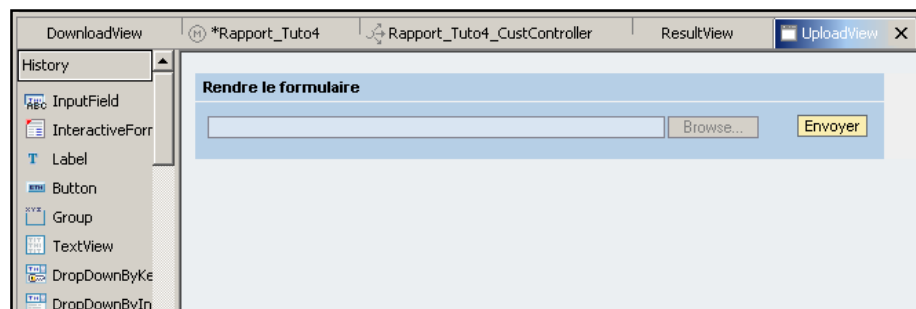 DownloadView *Rapport_Tuto4 Rapport_Tuto4_CustController ResultView UploadView
History
InputField
InteractiveForr
Label
Button
Group
TextView
DropDownByKe
DropDownByIn
Rendre le formulaire
Browse... Envoyer